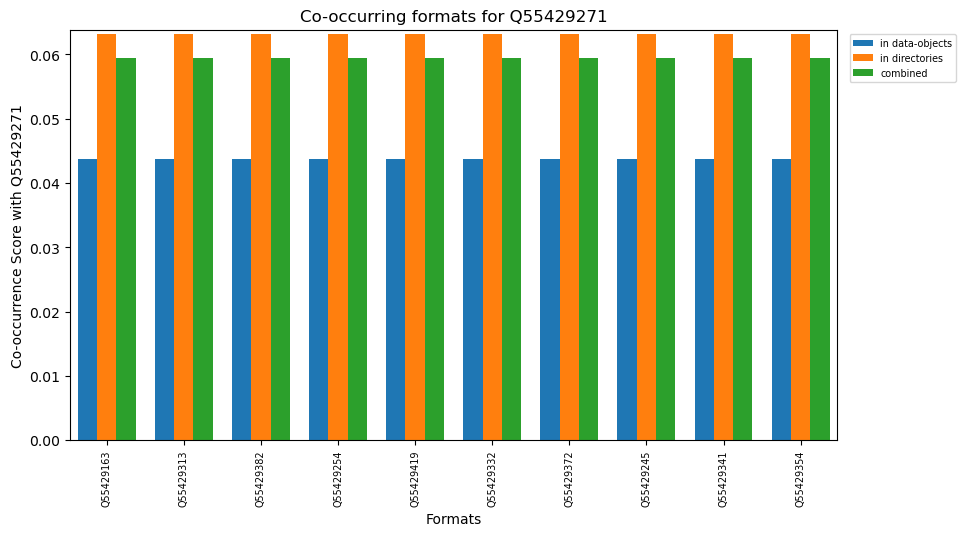 Co-occurring formats for Q55429271
in data-objects
in directories
combined
Co-occurrence Score with Q55429271
0.06
0.05
0.04
0.03
0.02
0.01
0.00
Q55429163
Q55429313
Q55429382
Q55429254
Q55429419
Q55429332
Q55429372
Q55429245
Q55429341
Q55429354
Formats